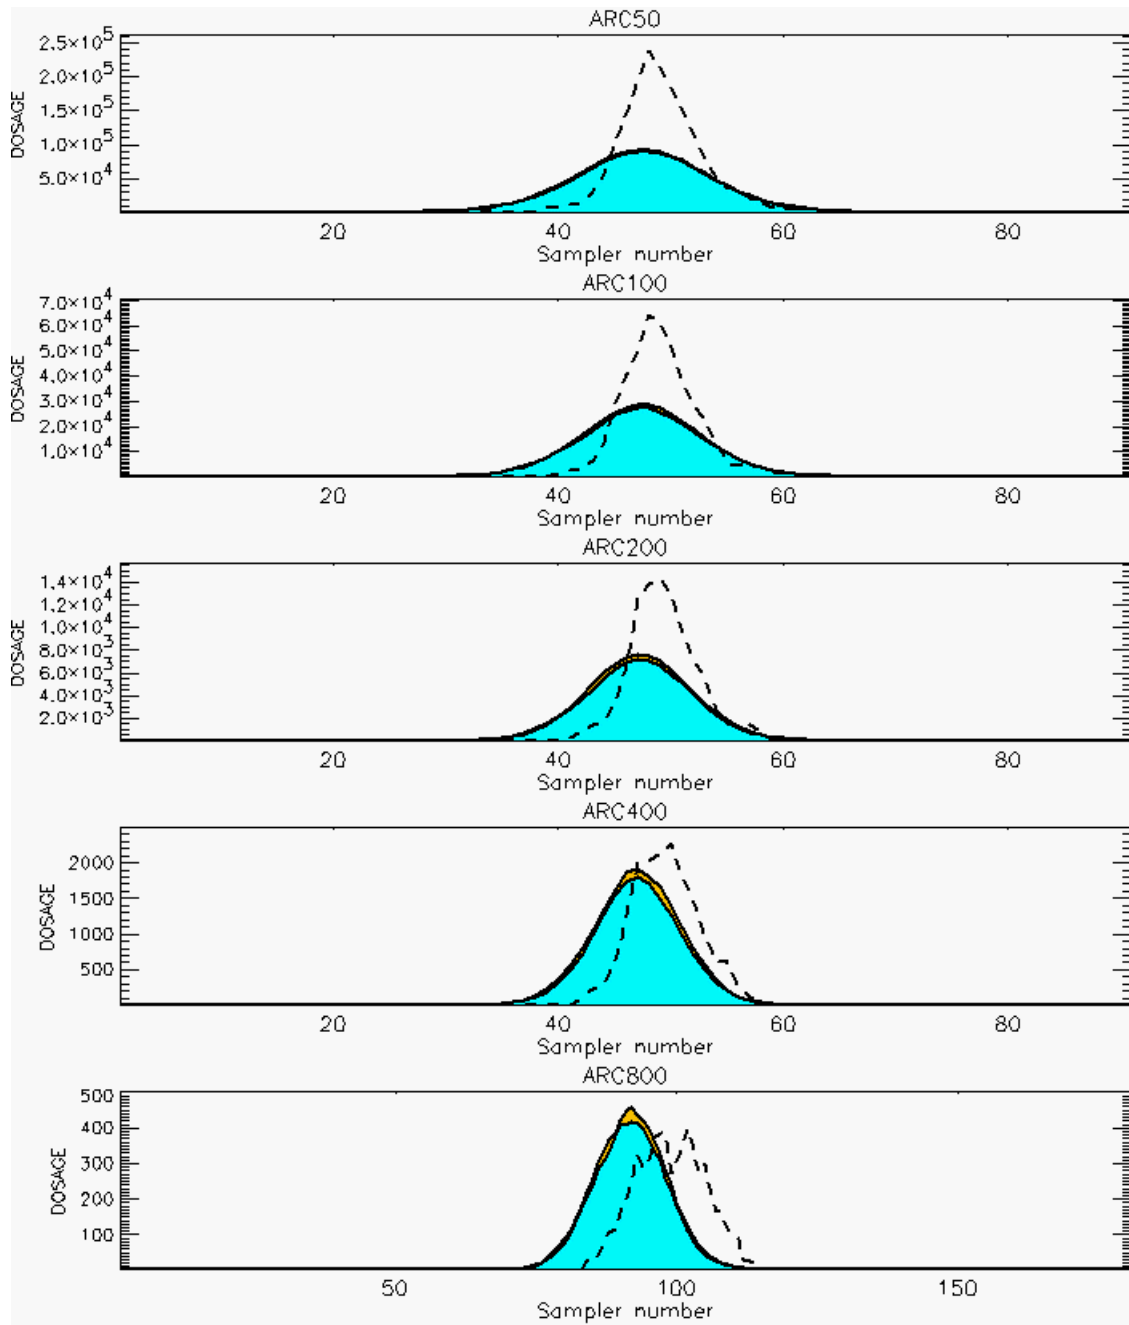 ARC50
2.5×10⁵
2.0×10⁵
1.5×10⁵
1.0×10⁵
5.0×10⁴
DOSAGE
20 40 60 80
Sampler number
ARC100
7.0×10⁴
6.0×10⁴
5.0×10⁴
4.0×10⁴
3.0×10⁴
2.0×10⁴
1.0×10⁴
DOSAGE
20 40 60 80
Sampler number
ARC200
1.4×10⁴
1.2×10⁴
1.0×10⁴
8.0×10³
6.0×10³
4.0×10³
2.0×10³
DOSAGE
20 40 60 80
Sampler number
ARC400
2000
1500
1000
500
DOSAGE
20 40 60 80
Sampler number
ARC800
500
400
300
200
100
DOSAGE
50 100 150
Sampler number